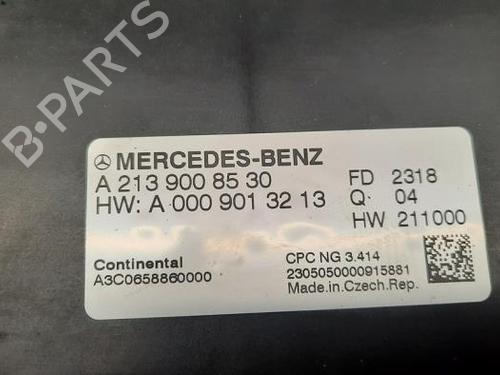 B-PARTS
MERCEDES-BENZ
A 213 900 85 30 FD 2318
HW: A 000 901 32 13 Q 04
HW 211000
Continental CPC NG 3.414
A3C0658860000 2305050000915881
Made.in.Czech.Rep.